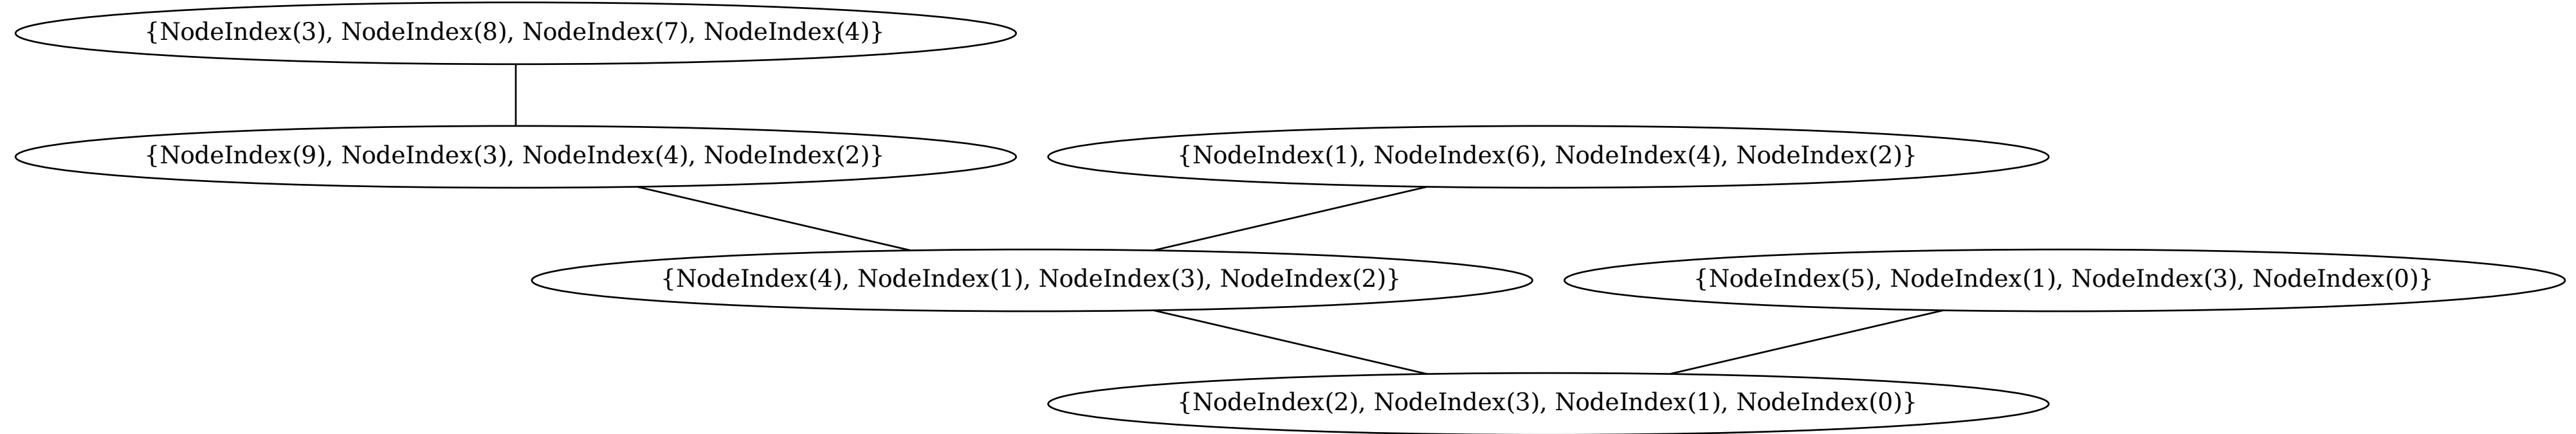 {NodeIndex(3), NodeIndex(8), NodeIndex(7), NodeIndex(4)}
{NodeIndex(9), NodeIndex(3), NodeIndex(4), NodeIndex(2)}
{NodeIndex(1), NodeIndex(6), NodeIndex(4), NodeIndex(2)}
{NodeIndex(4), NodeIndex(1), NodeIndex(3), NodeIndex(2)}
{NodeIndex(5), NodeIndex(1), NodeIndex(3), NodeIndex(0)}
{NodeIndex(2), NodeIndex(3), NodeIndex(1), NodeIndex(0)}